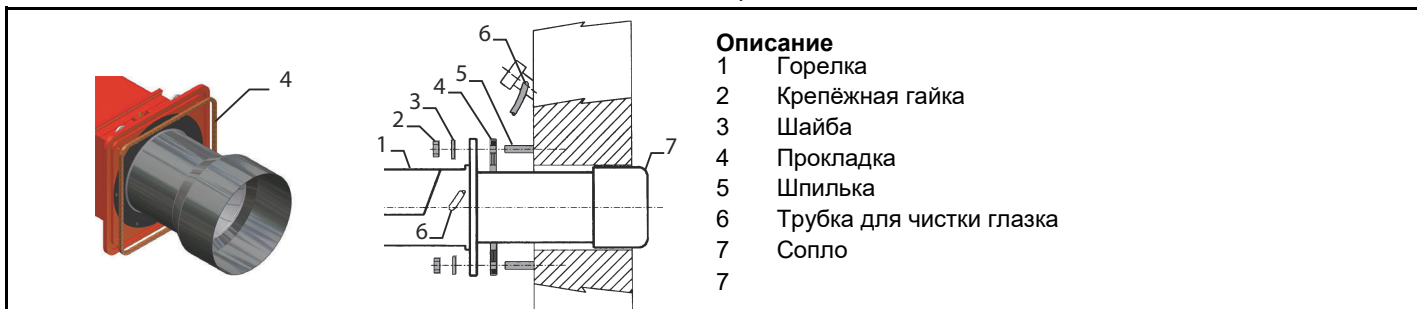 4
6
5
4
3
2
1
7
6
Описание
1 Горелка
2 Крепёжная гайка
3 Шайба
4 Прокладка
5 Шпилька
6 Трубка для чистки глазка
7 Сопло
7